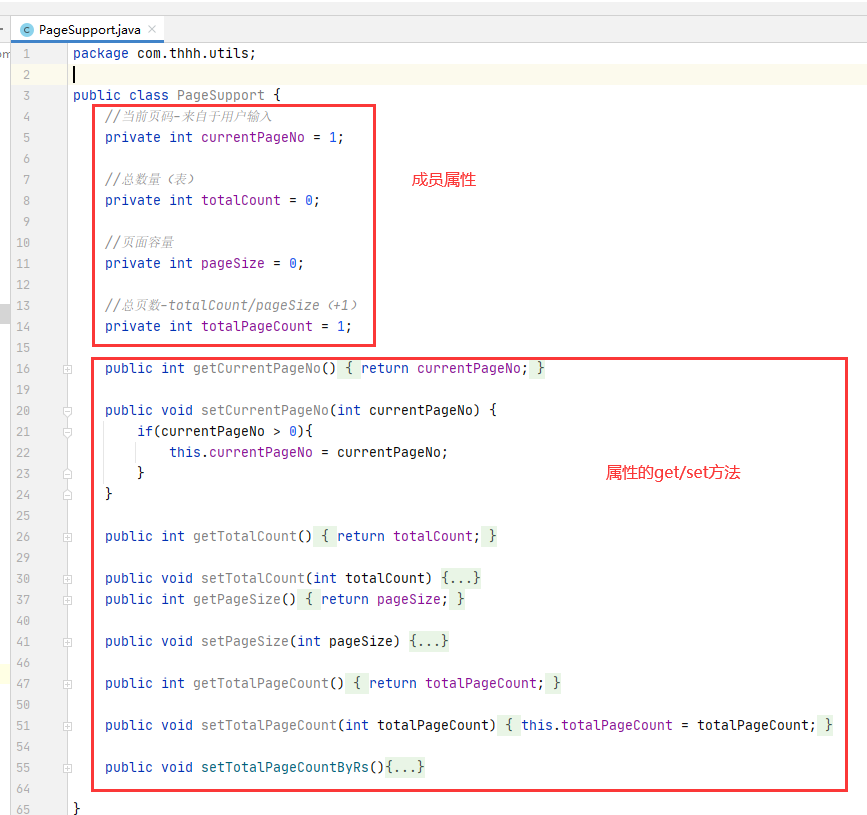 PageSupport.java
1 package com.thhh.utils;
2
3 public class PageSupport {
4 //当前页码-来自于用户输入
5 private int currentPageNo = 1;
6
7 //总数量（表）
成员属性
8 private int totalCount = 0;
9
10 //页面容量
11 private int pageSize = 0;
12
13 //总页数-totalCount/pageSize（+1）
14 private int totalPageCount = 1;
15
16 public int getCurrentPageNo() { return currentPageNo; }
19
20 public void setCurrentPageNo(int currentPageNo) {
21 if(currentPageNo > 0){
22 this.currentPageNo = currentPageNo;
23 }
属性的get/set方法
24 }
25
26 public int getTotalCount() { return totalCount; }
29
30 public void setTotalCount(int totalCount) {...}
37 public int getPageSize() { return pageSize; }
40
41 public void setPageSize(int pageSize) {...}
46
47 public int getTotalPageCount() { return totalPageCount; }
50
51 public void setTotalPageCount(int totalPageCount) { this.totalPageCount = totalPageCount; }
54
55 public void setTotalPageCountByRs(){...}
64
65 }